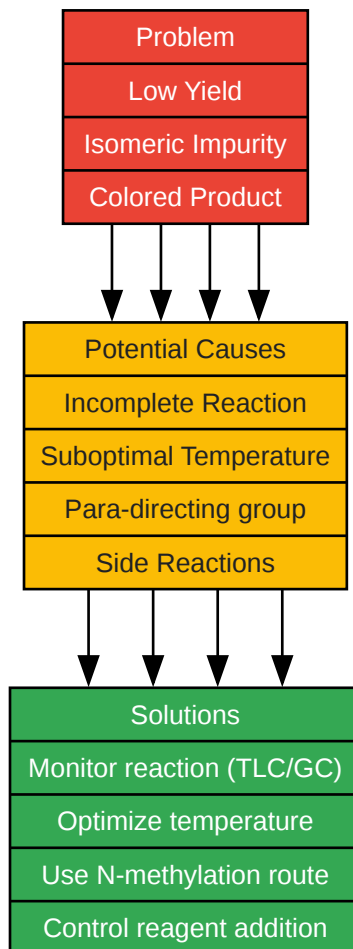 Problem
Low Yield
Isomeric Impurity
Colored Product
Potential Causes
Incomplete Reaction
Suboptimal Temperature
Para-directing group
Side Reactions
Solutions
Monitor reaction (TLC/GC)
Optimize temperature
Use N-methylation route
Control reagent addition